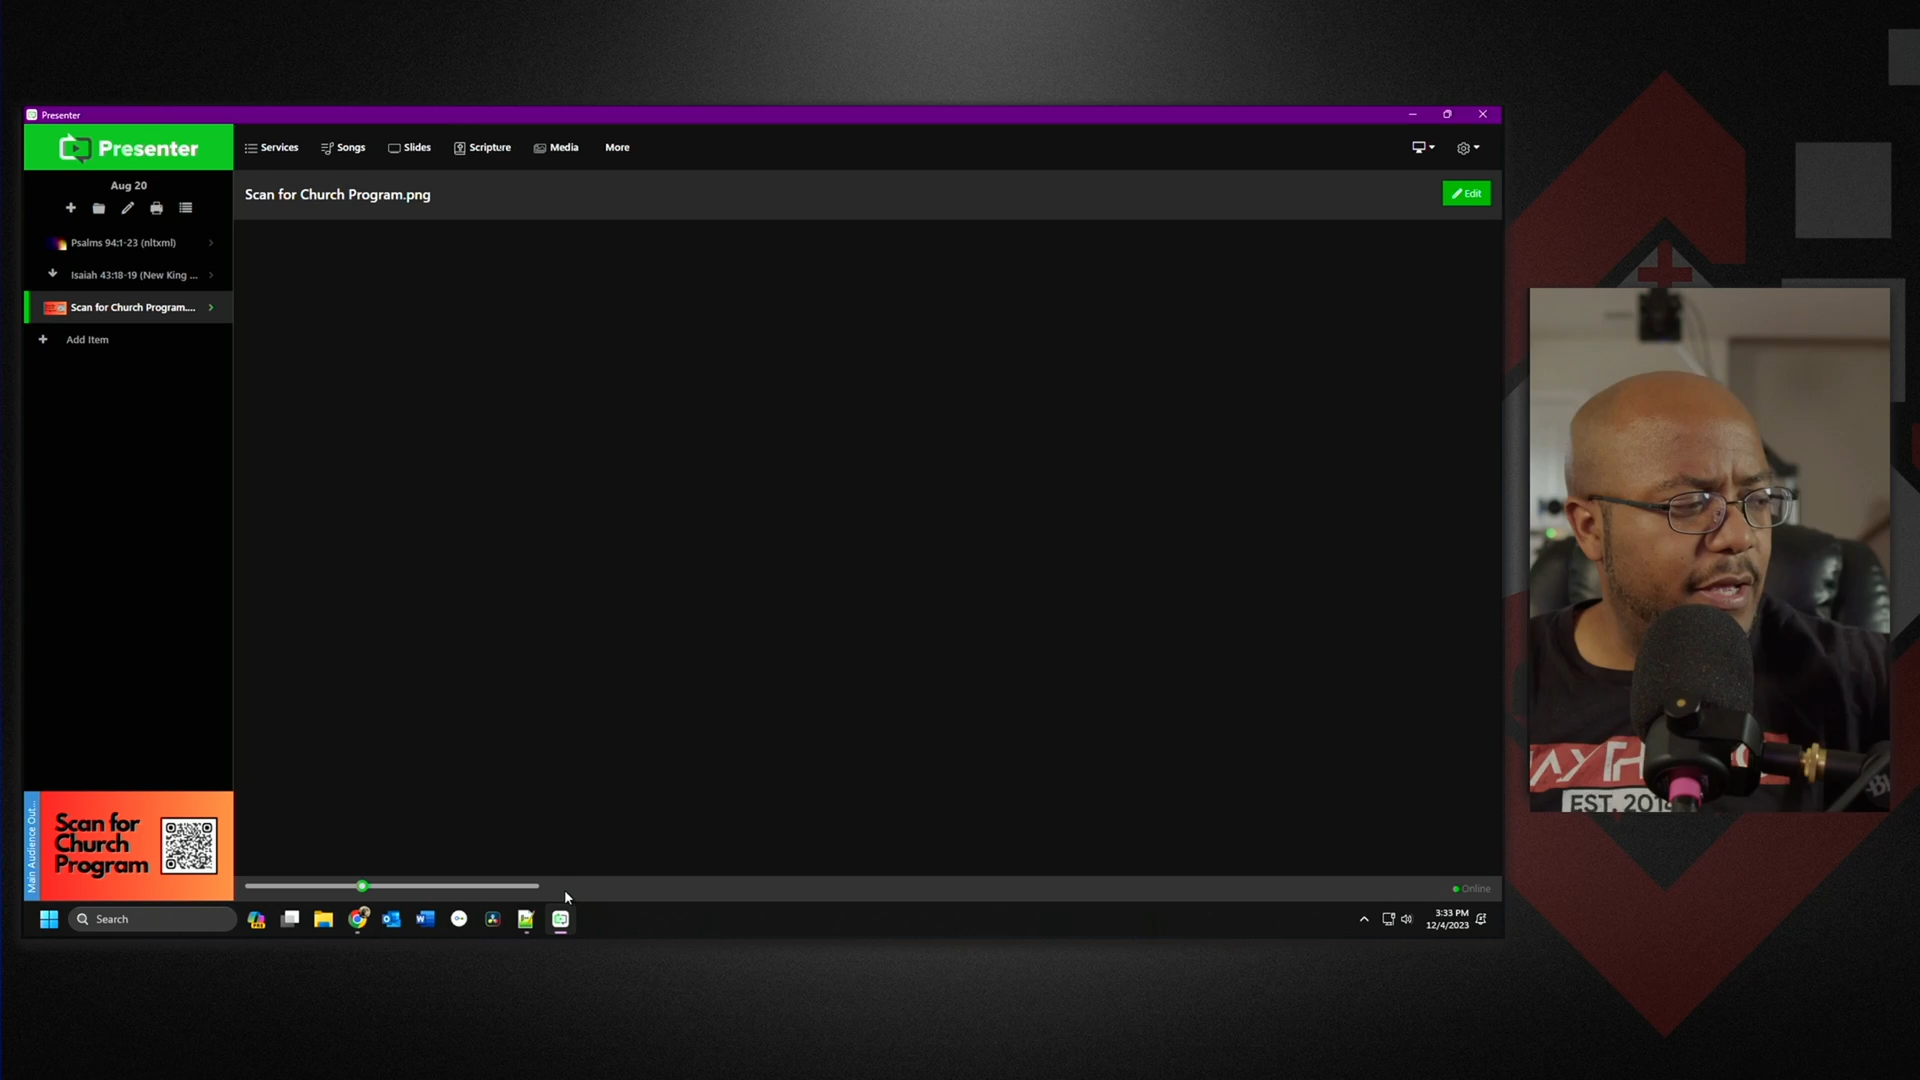 Presenter
Presenter
Services
Songs
Slides
Scripture
Media
More
Aug 20
Scan for Church Program.png
Edit
Psalms 94:1-23 (nltxml)
Isaiah 43:18-19 (New King ...
Scan for Church Program....
Add Item
Main Audience Out...
Scan for
Church
Program
Online
Search
PRE
3:33 PM
12/4/2023
EST. 201